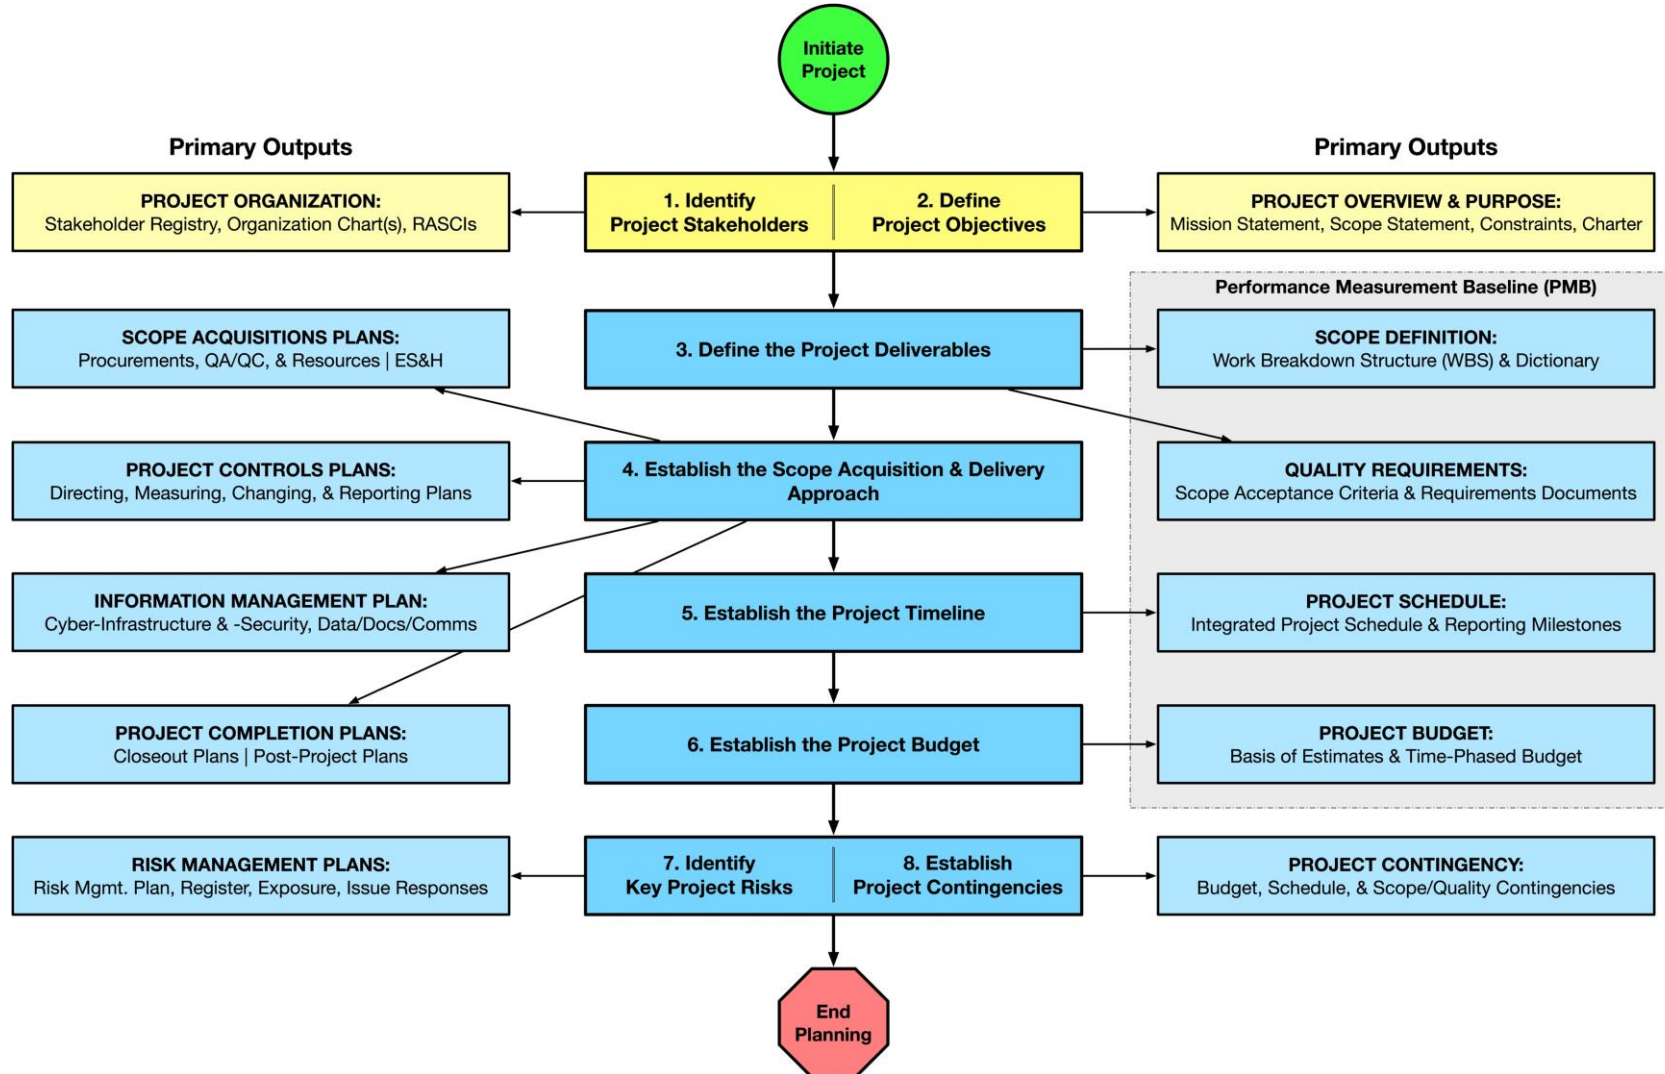 Initiate
Project
Primary Outputs
Primary Outputs
PROJECT ORGANIZATION:
Stakeholder Registry, Organization Chart(s), RASCIs
1. Identify
Project Stakeholders
2. Define
Project Objectives
PROJECT OVERVIEW & PURPOSE:
Mission Statement, Scope Statement, Constraints, Charter
Performance Measurement Baseline (PMB)
SCOPE ACQUISITIONS PLANS:
Procurements, QA/QC, & Resources | ES&H
3. Define the Project Deliverables
SCOPE DEFINITION:
Work Breakdown Structure (WBS) & Dictionary
PROJECT CONTROLS PLANS:
Directing, Measuring, Changing, & Reporting Plans
4. Establish the Scope Acquisition & Delivery
Approach
QUALITY REQUIREMENTS:
Scope Acceptance Criteria & Requirements Documents
INFORMATION MANAGEMENT PLAN:
Cyber-Infrastructure & -Security, Data/Docs/Comms
5. Establish the Project Timeline
PROJECT SCHEDULE:
Integrated Project Schedule & Reporting Milestones
PROJECT COMPLETION PLANS:
Closeout Plans | Post-Project Plans
6. Establish the Project Budget
PROJECT BUDGET:
Basis of Estimates & Time-Phased Budget
RISK MANAGEMENT PLANS:
Risk Mgmt. Plan, Register, Exposure, Issue Responses
7. Identify
Key Project Risks
8. Establish
Project Contingencies
PROJECT CONTINGENCY:
Budget, Schedule, & Scope/Quality Contingencies
End
Planning